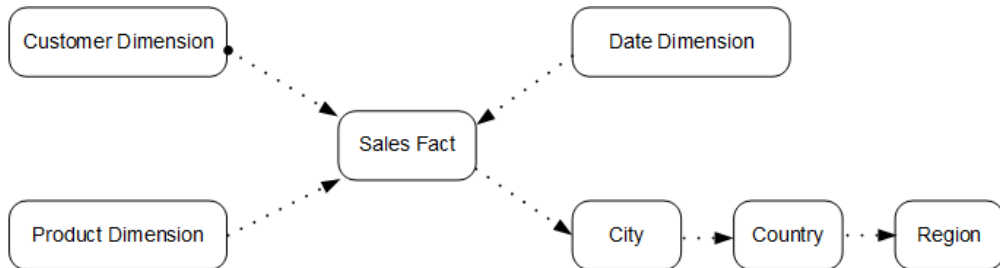 Customer Dimension
Date Dimension
Sales Fact
Product Dimension
City
Country
Region